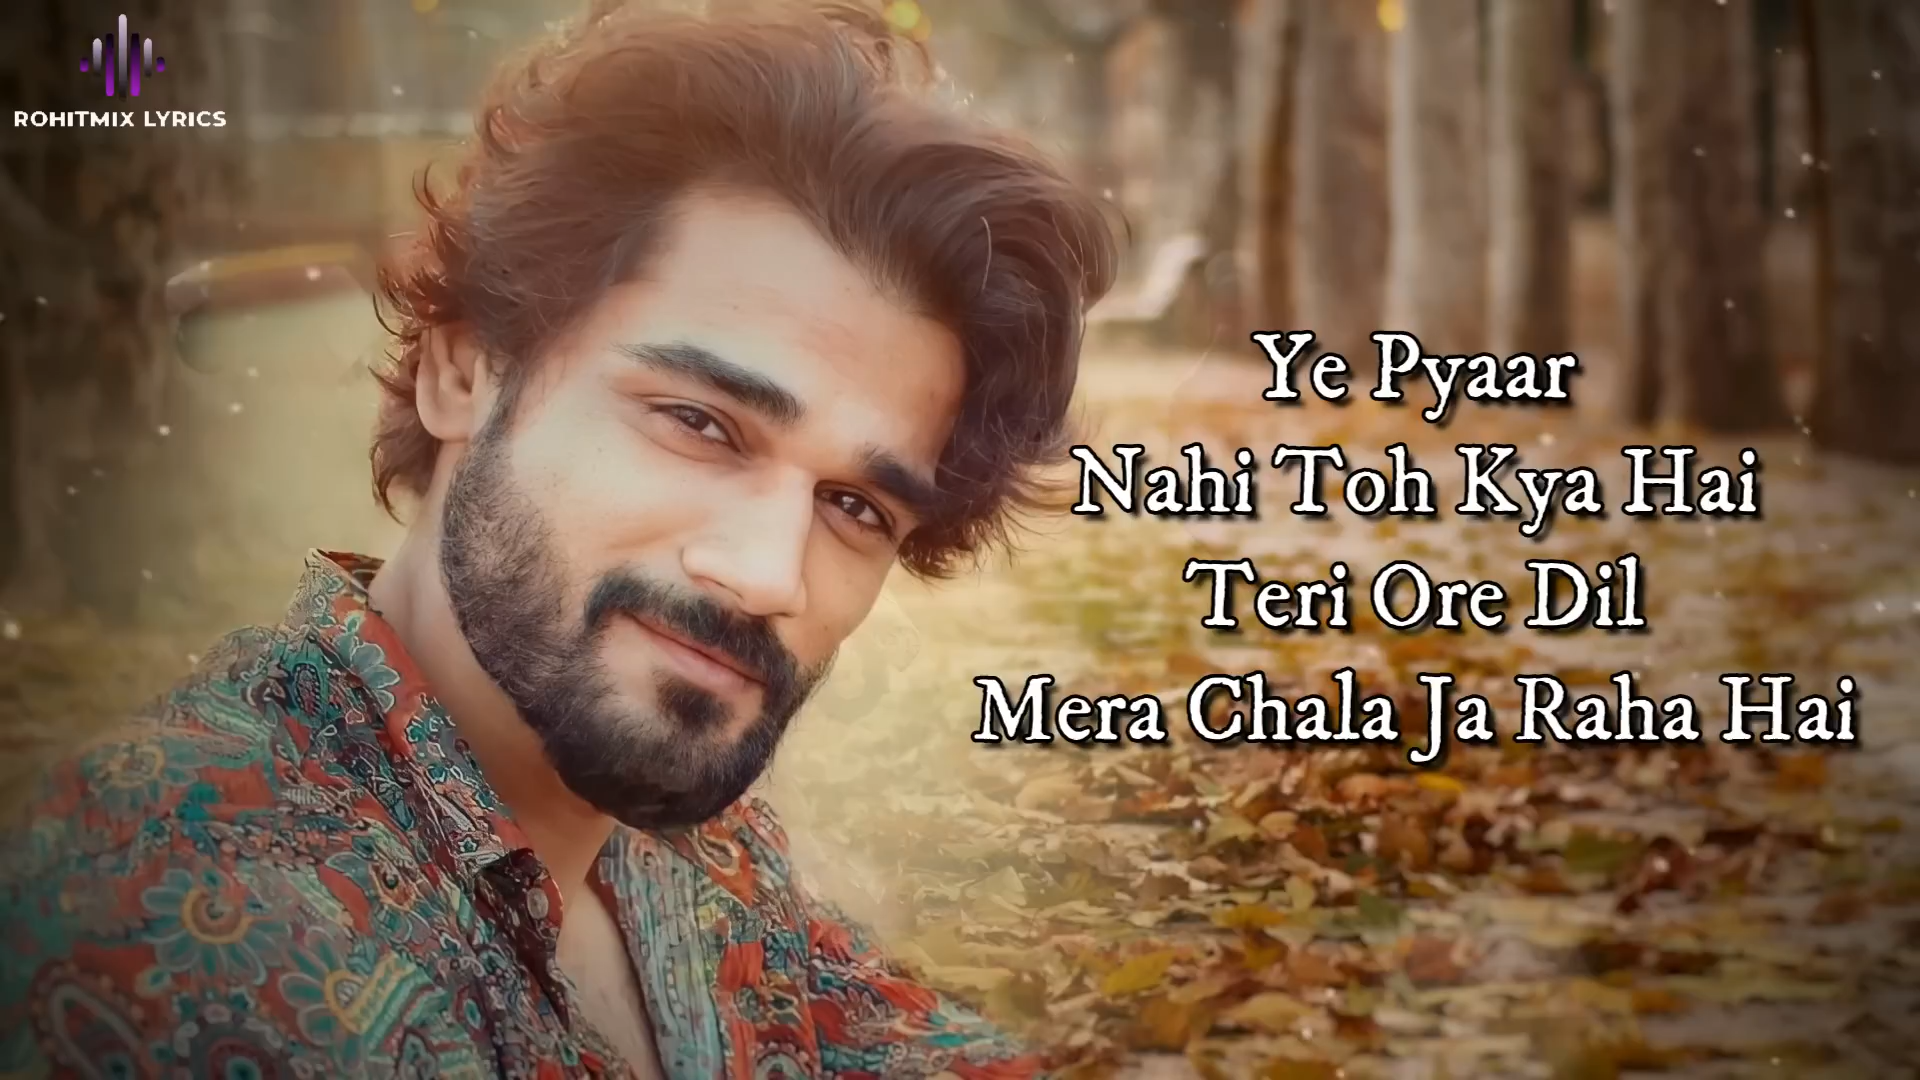 ROHITMIX LYRICS
Ye Pyaar
Nahi Toh Kya Hai
Teri Ore Dil
Mera Chala Ja Raha Hai